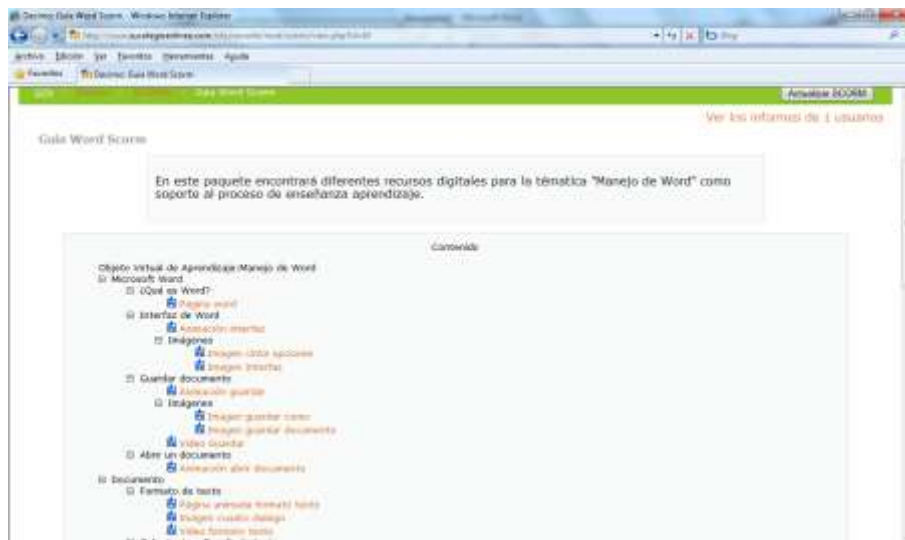 Decimo: Guia Word Scorm - Windows Internet Explorer
Archivo Edición Ver Favoritos Herramientas Ayuda
Favoritos Decimo: Guia Word Scorm
Guia Word Scorm
Actualizar SCORM
Ver los informes de 1 usuarios
Guia Word Scorm
En este paquete encontrará diferentes recursos digitales para la témática "Manejo de Word" como
soporte al proceso de enseñanza aprendizaje.
Contenido
Objeto Virtual de Aprendizaje:Manejo de Word
Microsoft Word
¿Qué es Word?
Pagina word
Interfaz de Word
Animación interfaz
Imágenes
Imagen cinta opciones
Imagen Interfaz
Guardar documento
Animación guardar
Imágenes
Imagen guardar como
Imagen guardar documento
Video Guardar
Abrir un documento
Animación abrir documento
Documento
Formato de texto
Página animada formato texto
Imagen cuadro dialogo
Video formato texto